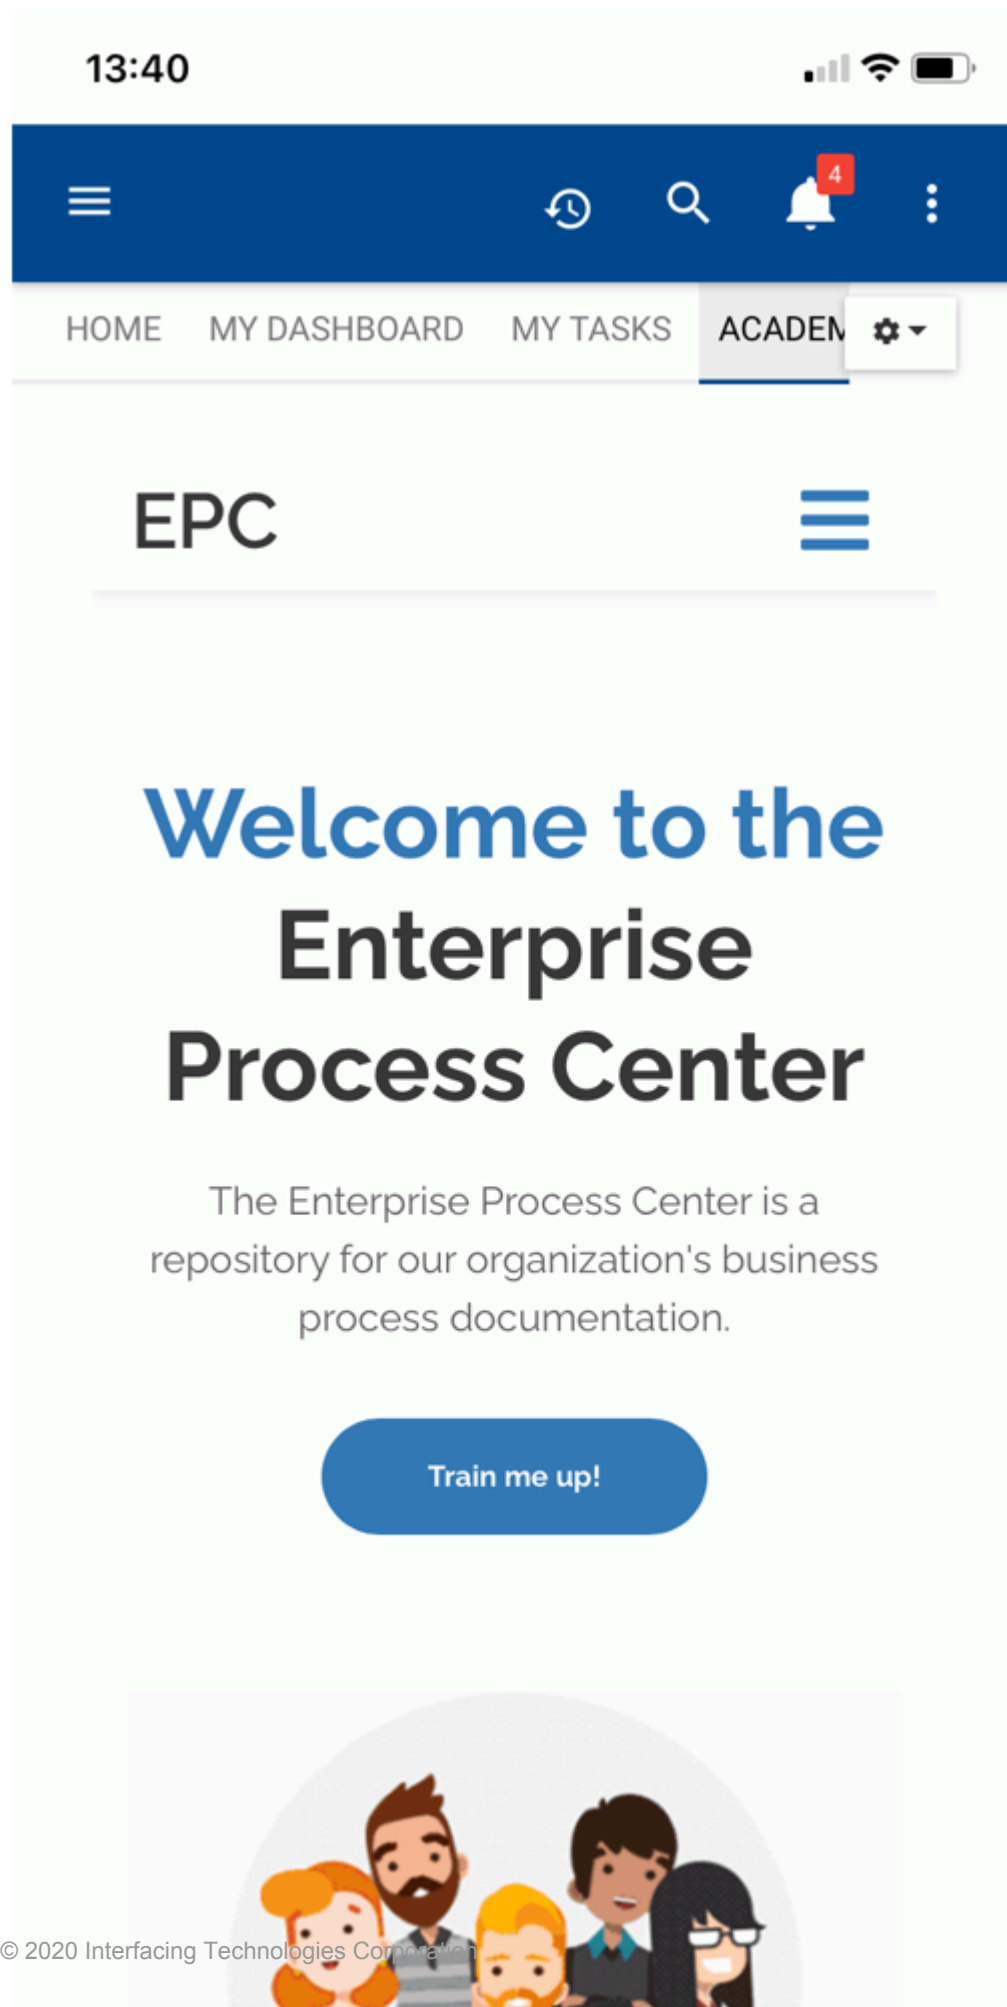 13:40
4
HOME MY DASHBOARD MY TASKS ACADEM
EPC
Welcome to the
Enterprise
Process Center
The Enterprise Process Center is a
repository for our organization's business
process documentation.
Train me up!
© 2020 Interfacing Technologies Corporation